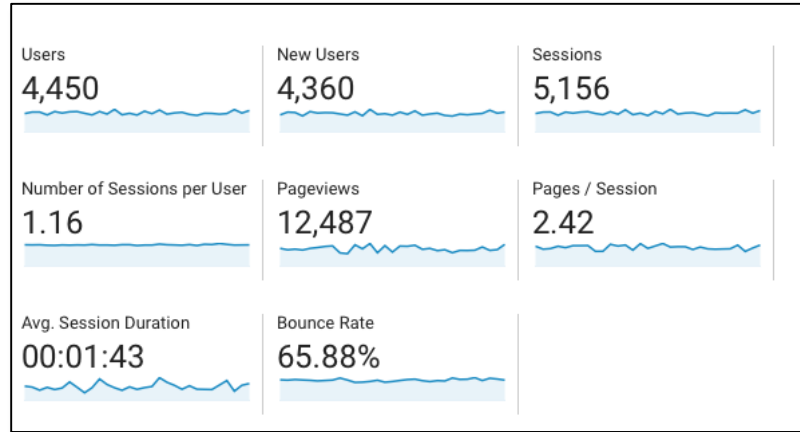 Users
4,450
New Users
4,360
Sessions
5,156
Number of Sessions per User
1.16
Pageviews
12,487
Pages / Session
2.42
Avg. Session Duration
00:01:43
Bounce Rate
65.88%